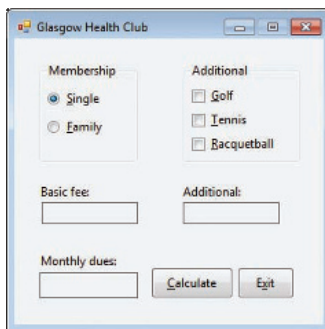 Glasgow Health Club
Membership
Single
Family
Additional
Golf
Tennis
Racquetball
Basic fee:
Additional:
Monthly dues:
Calculate
Exit